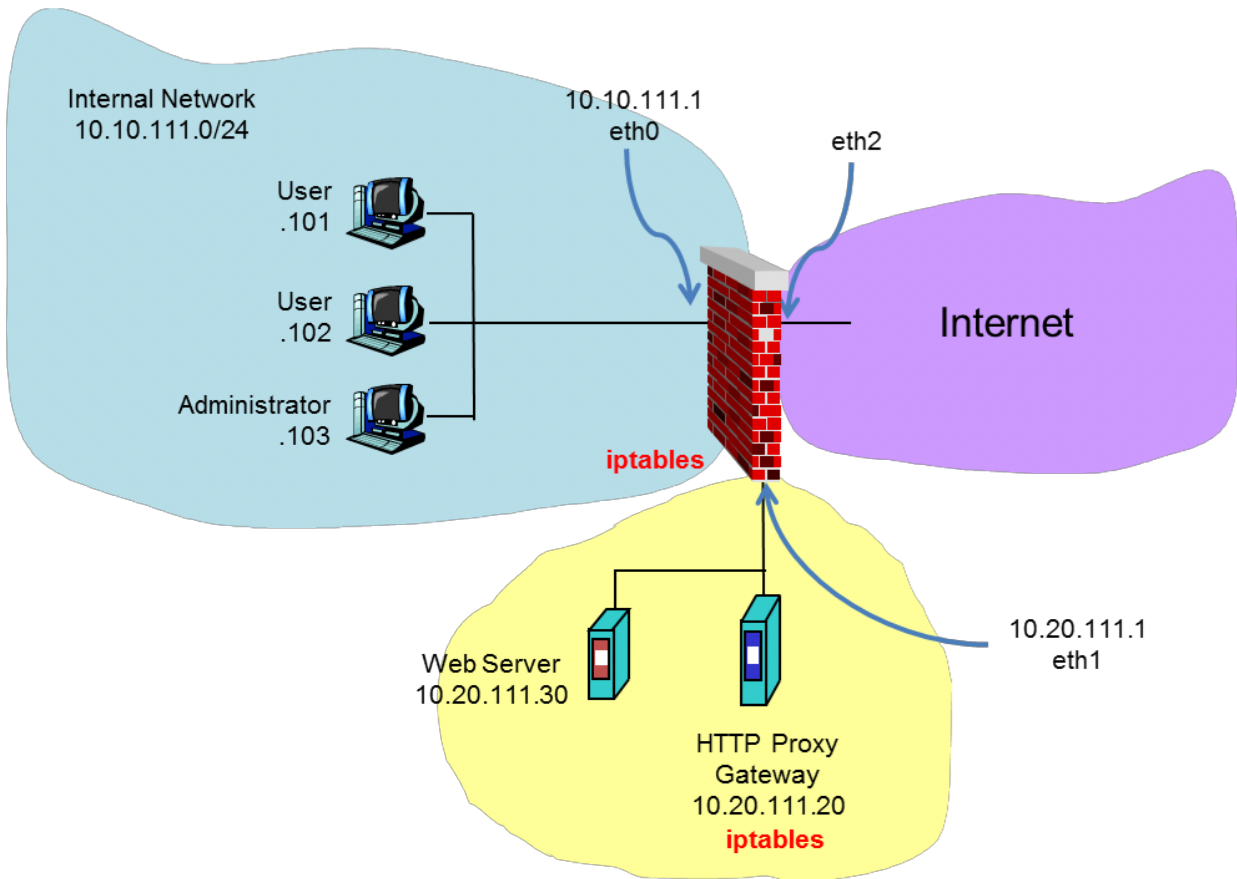 Internal Network
10.10.111.0/24
10.10.111.1
eth0
eth2
User
.101
User
.102
Administrator
.103
Internet
iptables
10.20.111.1
eth1
Web Server
10.20.111.30
HTTP Proxy
Gateway
10.20.111.20
iptables